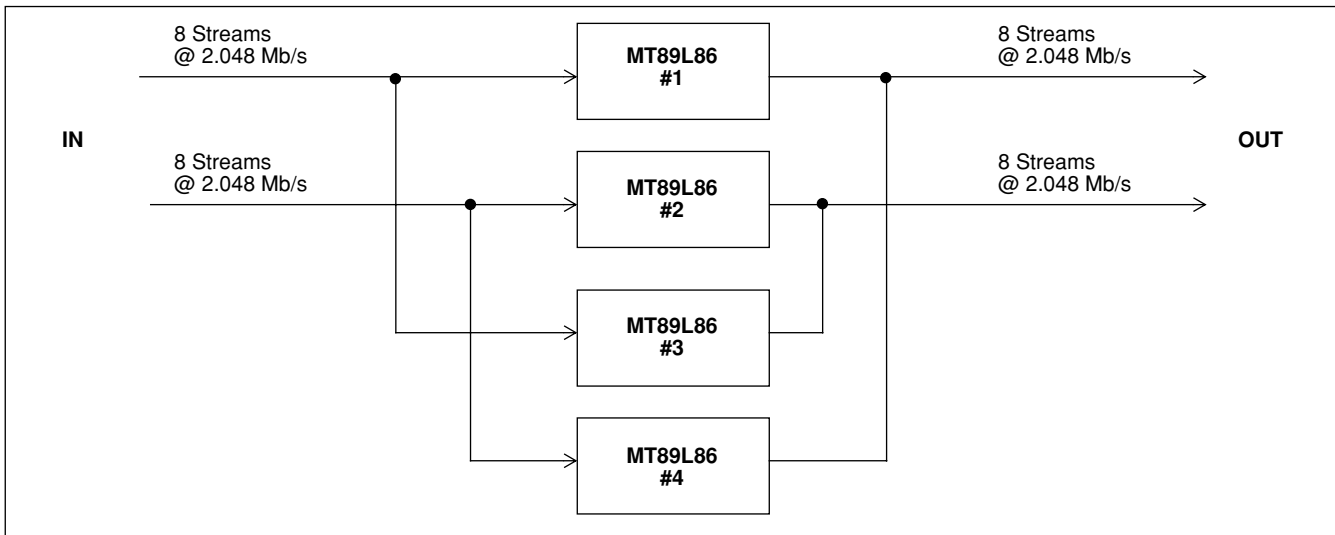 8 Streams
@ 2.048 Mb/s
MT89L86
#1
8 Streams
@ 2.048 Mb/s
IN
OUT
8 Streams
@ 2.048 Mb/s
MT89L86
#2
8 Streams
@ 2.048 Mb/s
MT89L86
#3
MT89L86
#4